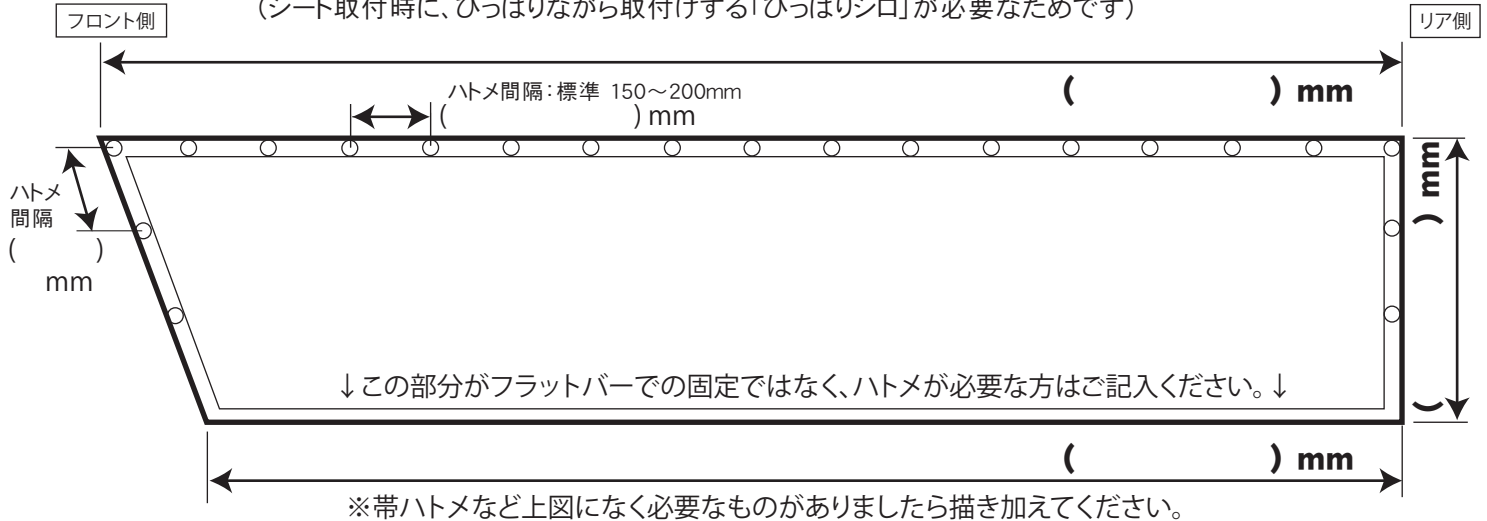 (シート取付時に、ひっぱりながら取付けする「ひっぱりシロ」が必要なためです)
フロント側
リア側
( ) mm
ハトメ間隔:標準 150~200mm
( ) mm
ハトメ
間隔
( )
mm
( ) mm
↓この部分がフラットバーでの固定ではなく、ハトメが必要な方はご記入ください。↓
( ) mm
※帯ハトメなど上図になく必要なものがありましたら描き加えてください。